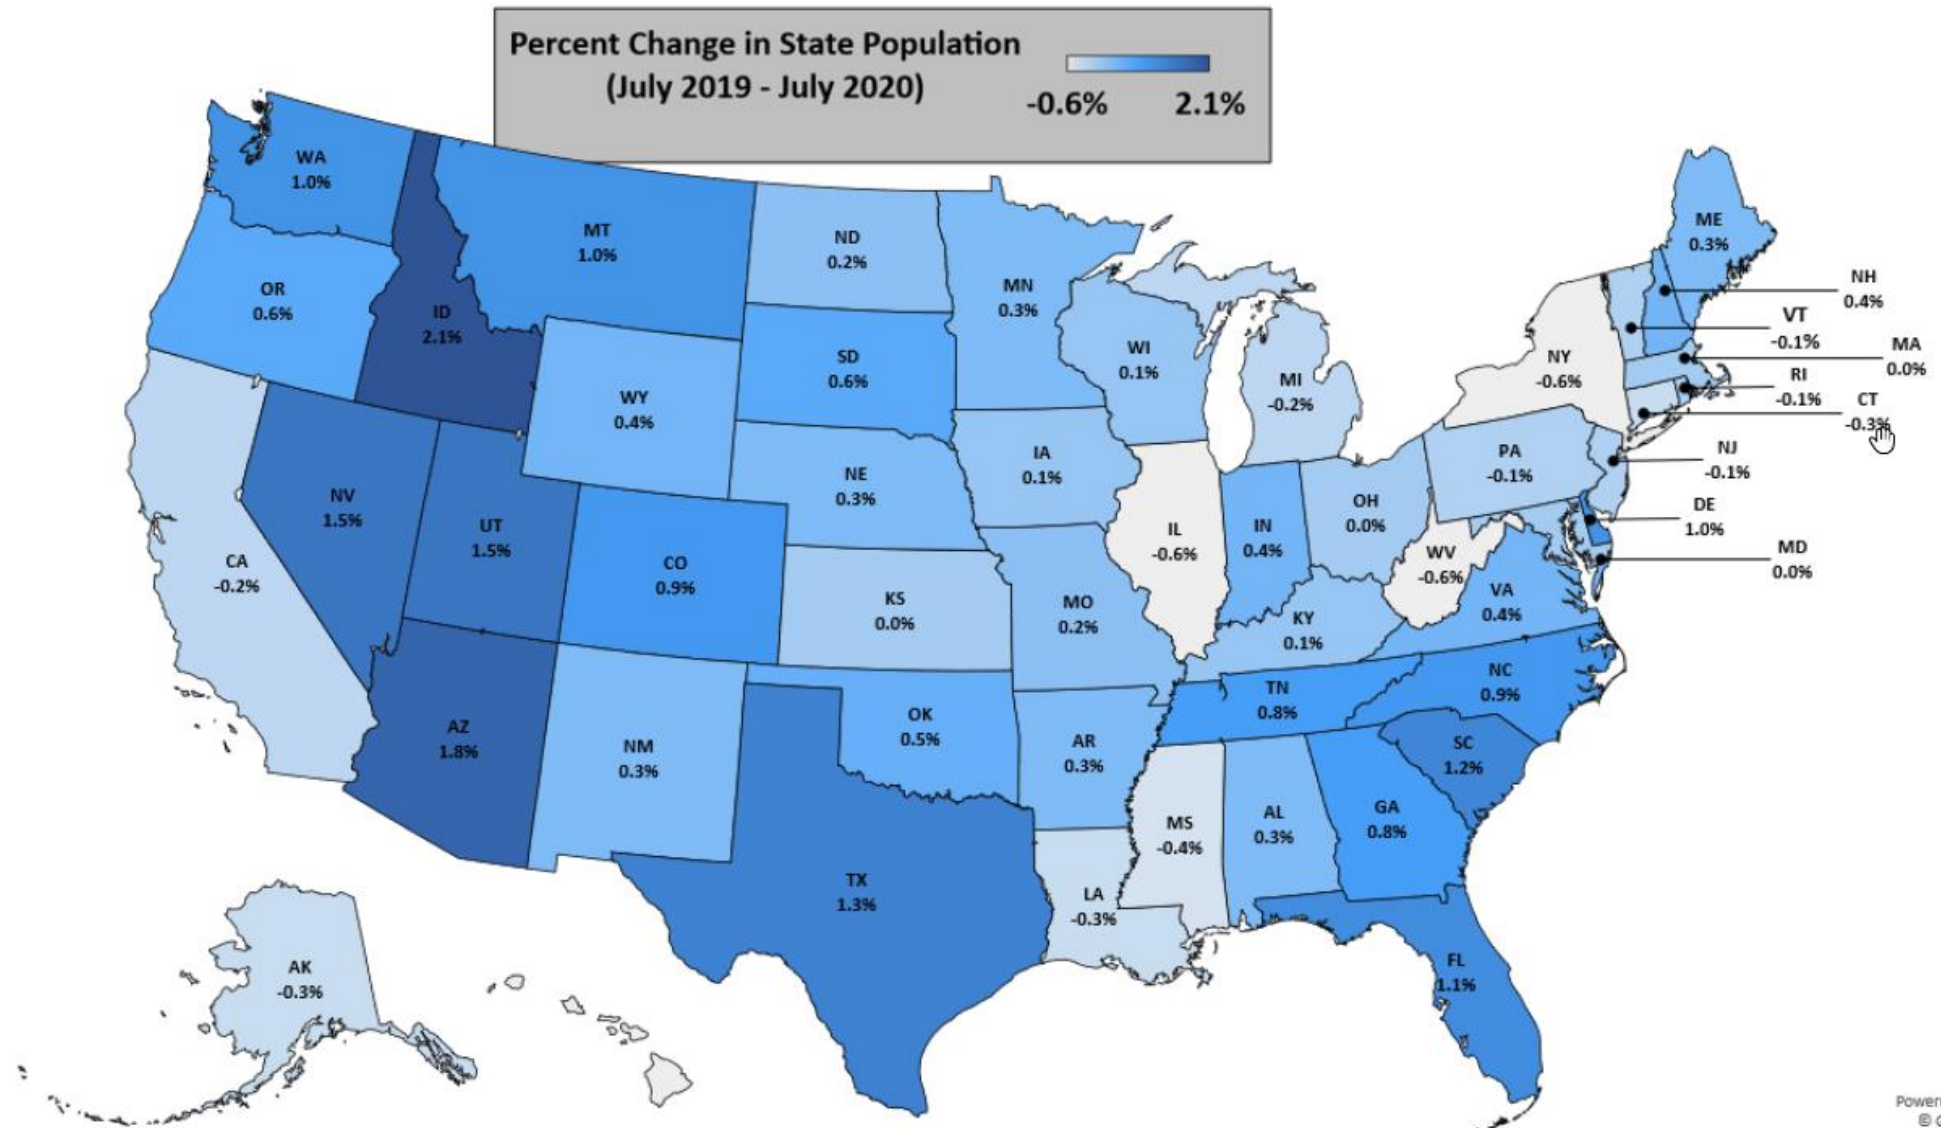 Percent Change in State Population
(July 2019 - July 2020)
-0.6% 2.1%
WA
1.0%
MT
1.0%
ND
0.2%
MN
0.3%
ME
0.3%
NH
0.4%
VT
-0.1%
MA
0.0%
RI
-0.1%
CT
-0.3%
OR
0.6%
ID
2.1%
SD
0.6%
WI
0.1%
MI
-0.2%
NY
-0.6%
WY
0.4%
NE
0.3%
IA
0.1%
PA
-0.1%
NJ
-0.1%
DE
1.0%
MD
0.0%
NV
1.5%
UT
1.5%
CO
0.9%
CA
-0.2%
KS
0.0%
MO
0.2%
IL
-0.6%
IN
0.4%
OH
0.0%
WV
-0.6%
VA
0.4%
KY
0.1%
AZ
1.8%
NM
0.3%
OK
0.5%
AR
0.3%
TN
0.8%
NC
0.9%
SC
1.2%
MS
-0.4%
AL
0.3%
GA
0.8%
TX
1.3%
LA
-0.3%
FL
1.1%
AK
-0.3%
Power
©